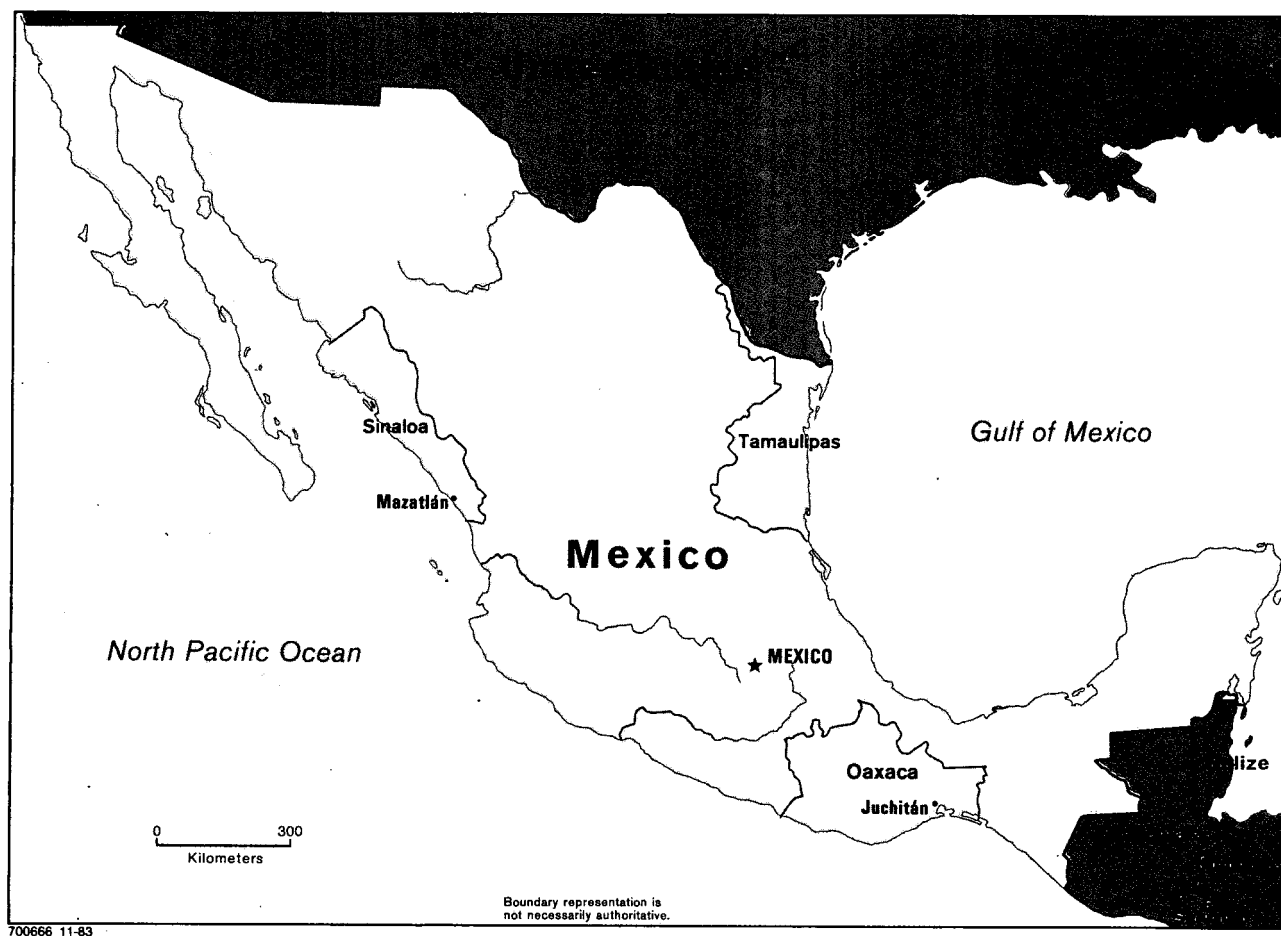 Sinaloa
Tamaulipas
Gulf of Mexico
Mazatlán
Mexico
North Pacific Ocean
MEXICO
Oaxaca
Juchitán
0 300
Kilometers
Boundary representation is
not necessarily authoritative.
700666 11-83